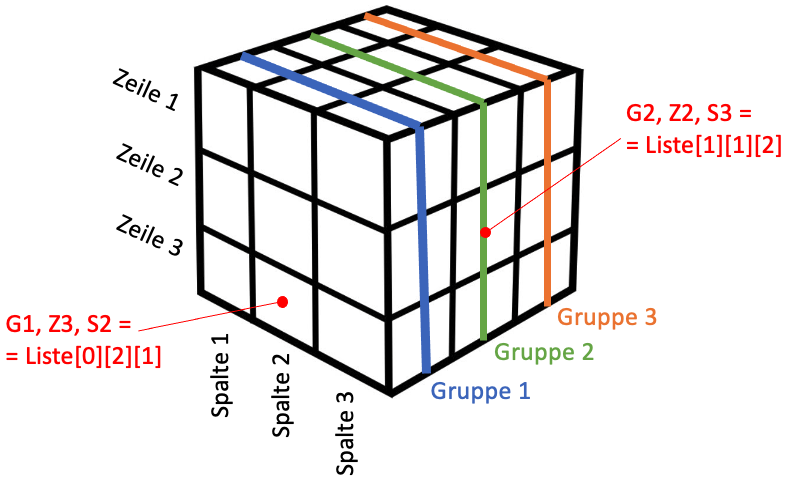 Zeile 1
Zeile 2
Zeile 3
G2, Z2, S3 =
= Liste[1][1][2]
G1, Z3, S2 =
= Liste[0][2][1]
Spalte 1
Spalte 2
Spalte 3
Gruppe 3
Gruppe 2
Gruppe 1